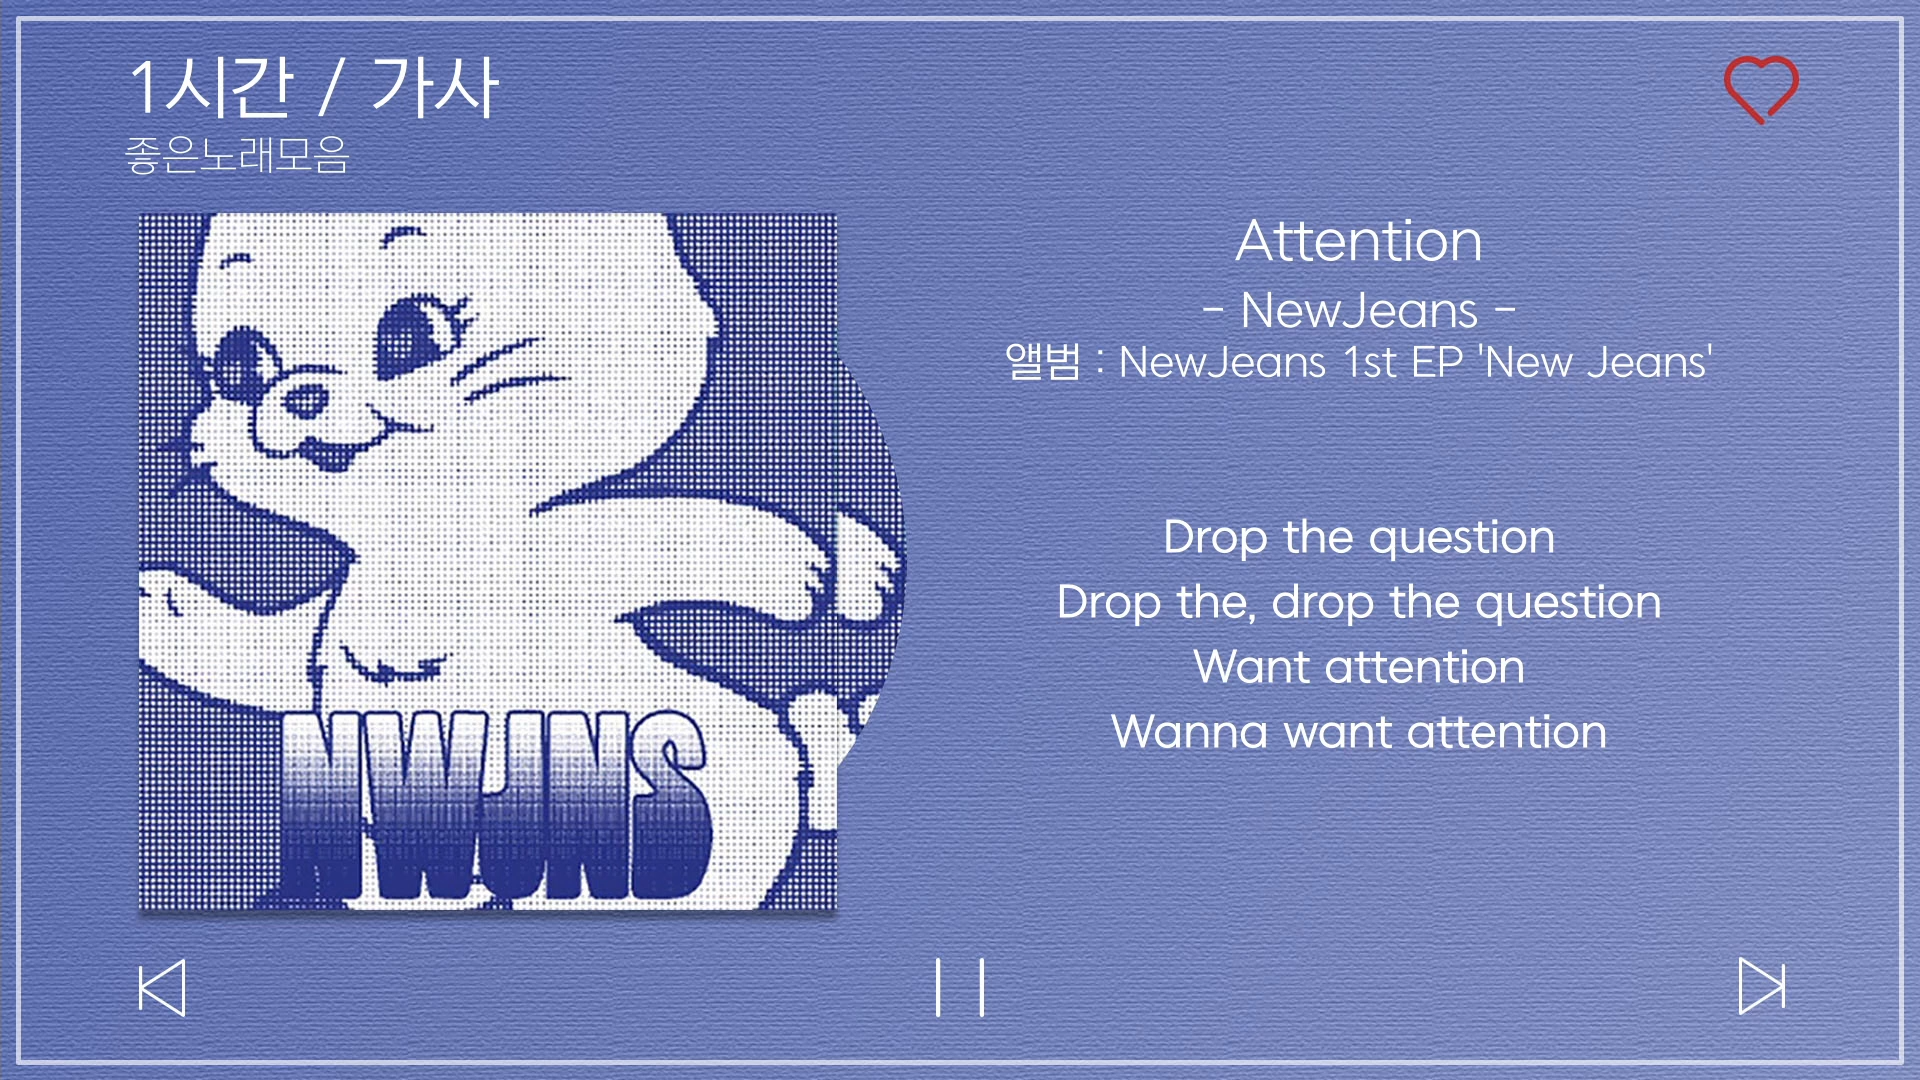 1시간 / 가사
좋은노래모음
Attention
- NewJeans -
앨범 : NewJeans 1st EP 'New Jeans'
Drop the question
Drop the, drop the question
Want attention
Wanna want attention
NWJNS